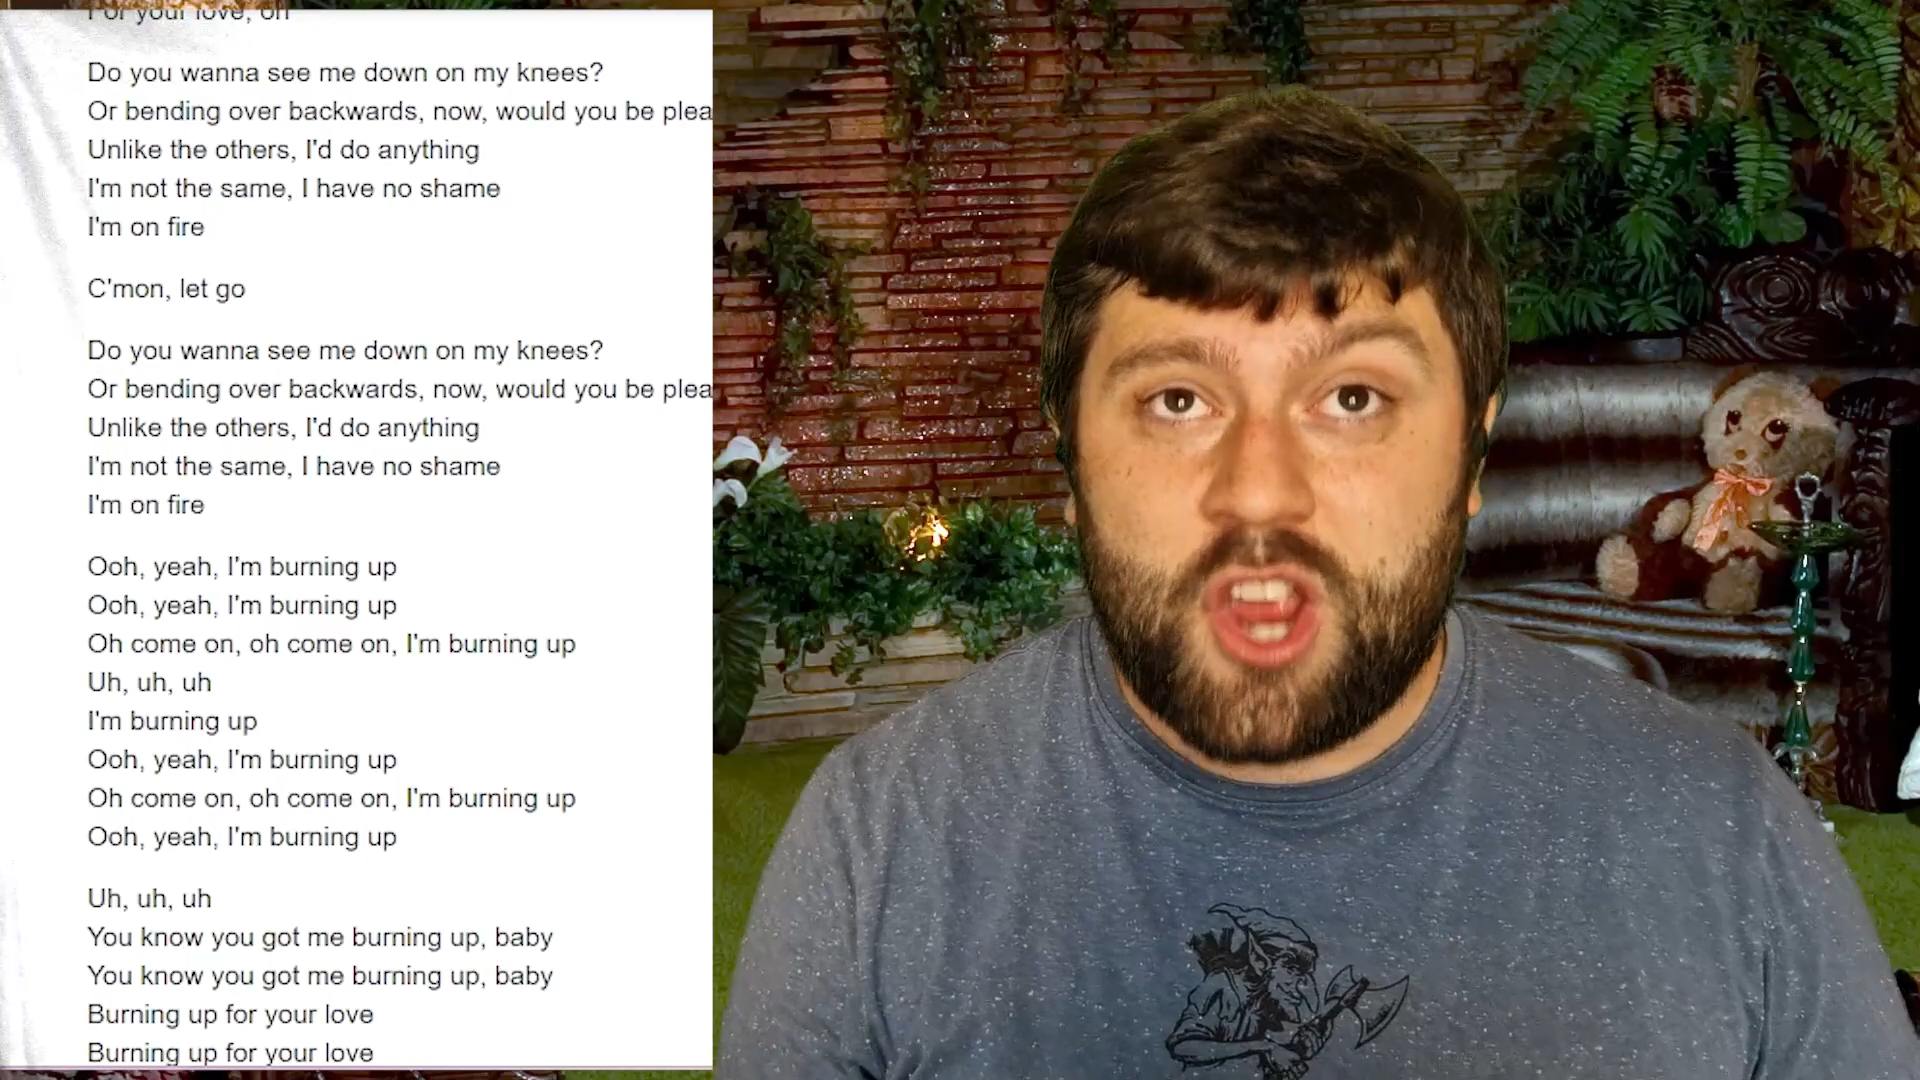 For your love, oh
Do you wanna see me down on my knees?
Or bending over backwards, now, would you be plea
Unlike the others, I'd do anything
I'm not the same, I have no shame
I'm on fire
C'mon, let go
Do you wanna see me down on my knees?
Or bending over backwards, now, would you be plea
Unlike the others, I'd do anything
I'm not the same, I have no shame
I'm on fire
Ooh, yeah, I'm burning up
Ooh, yeah, I'm burning up
Oh come on, oh come on, I'm burning up
Uh, uh, uh
I'm burning up
Ooh, yeah, I'm burning up
Oh come on, oh come on, I'm burning up
Ooh, yeah, I'm burning up
Uh, uh, uh
You know you got me burning up, baby
You know you got me burning up, baby
Burning up for your love
Burning up for your love